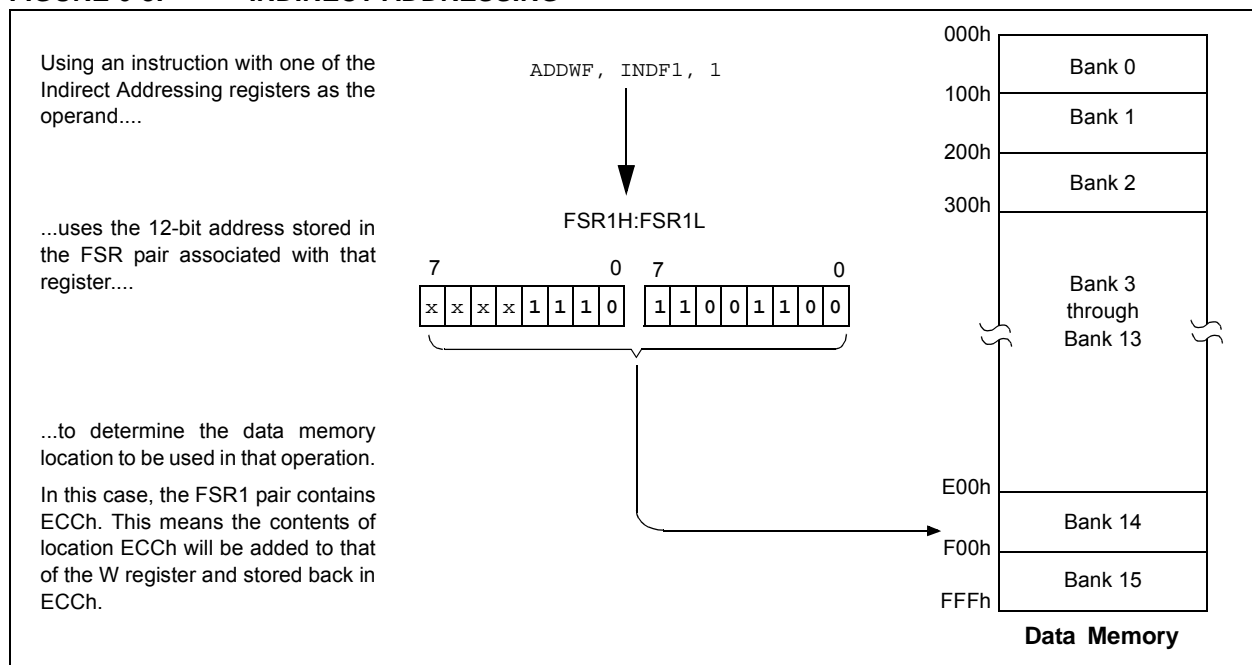 Using an instruction with one of the
Indirect Addressing registers as the
operand....
ADDWF, INDF1, 1
...uses the 12-bit address stored in
the FSR pair associated with that
register....
FSR1H:FSR1L
7 0 7 0
x x x x 1 1 1 0 1 1 0 0 1 1 0 0
...to determine the data memory
location to be used in that operation.
In this case, the FSR1 pair contains
ECCh. This means the contents of
location ECCh will be added to that
of the W register and stored back in
ECCh.
000h
Bank 0
100h
Bank 1
200h
Bank 2
300h
Bank 3
through
Bank 13
E00h
Bank 14
F00h
Bank 15
FFFh
Data Memory